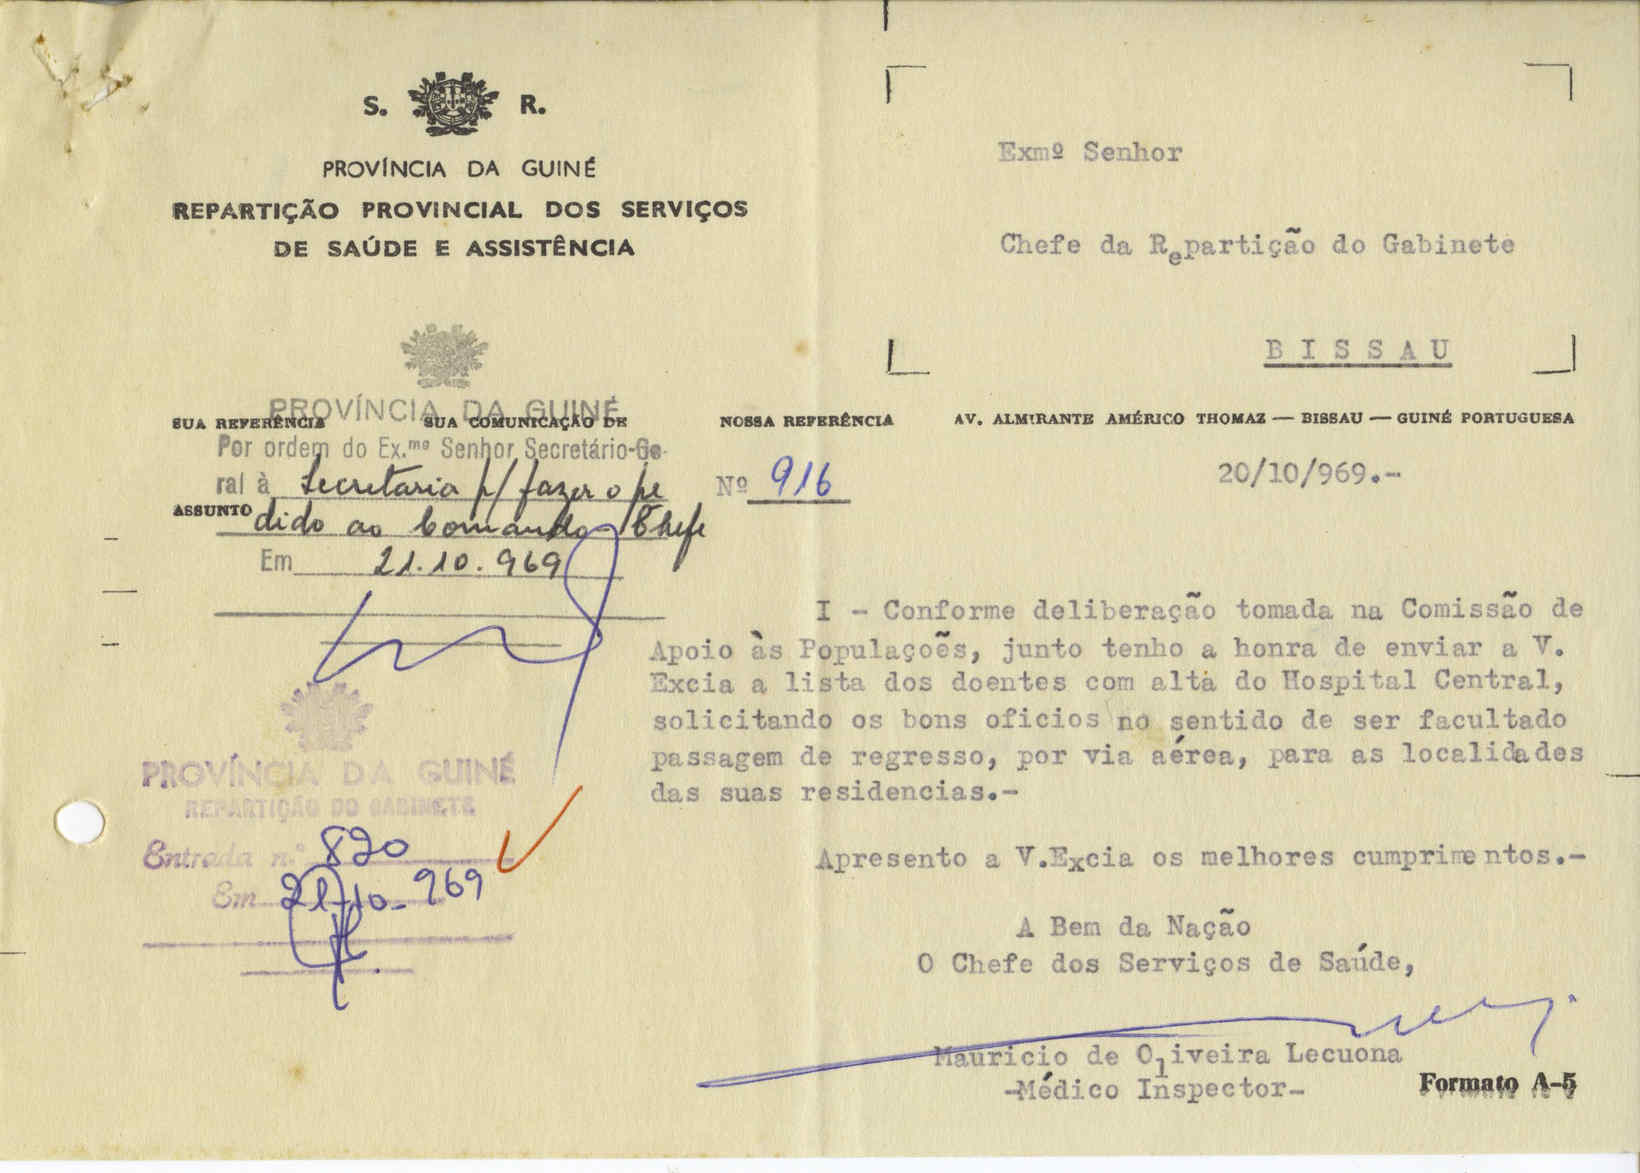 S. R.
PROVÍNCIA DA GUINÉ
REPARTIÇÃO PROVINCIAL DOS SERVIÇOS
DE SAÚDE E ASSISTÊNCIA
Exmº Senhor
Chefe da Repartição do Gabinete
BISSAU
SUA REFERÊNCIA SUA COMUNICAÇÃO DE NOSSA REFERÊNCIA AV. ALMIRANTE AMÉRICO THOMAZ — BISSAU — GUINÉ PORTUGUESA
Nº 916
20/10/969.-
ASSUNTO
PROVÍNCIA DA GUINÉ
Por ordem do Ex.mo Senhor Secretário-Ge-
ral à Secretaria p/ fazer o pe
dido ao Comando-Chefe
Em 21.10.969
I - Conforme deliberação tomada na Comissão de
Apoio às Populações, junto tenho a honra de enviar a V.
Excia a lista dos doentes com alta do Hospital Central,
solicitando os bons oficios no sentido de ser facultado
passagem de regresso, por via aérea, para as localidades
das suas residencias.-
Apresento a V.Excia os melhores cumprimentos.-
A Bem da Nação
O Chefe dos Serviços de Saúde,
Mauricio de Oliveira Lecuona
-Médico Inspector-
Formato A-5
PROVÍNCIA DA GUINÉ
REPARTIÇÃO DO GABINETE
Entrada n.º 820
Em 21-10-969